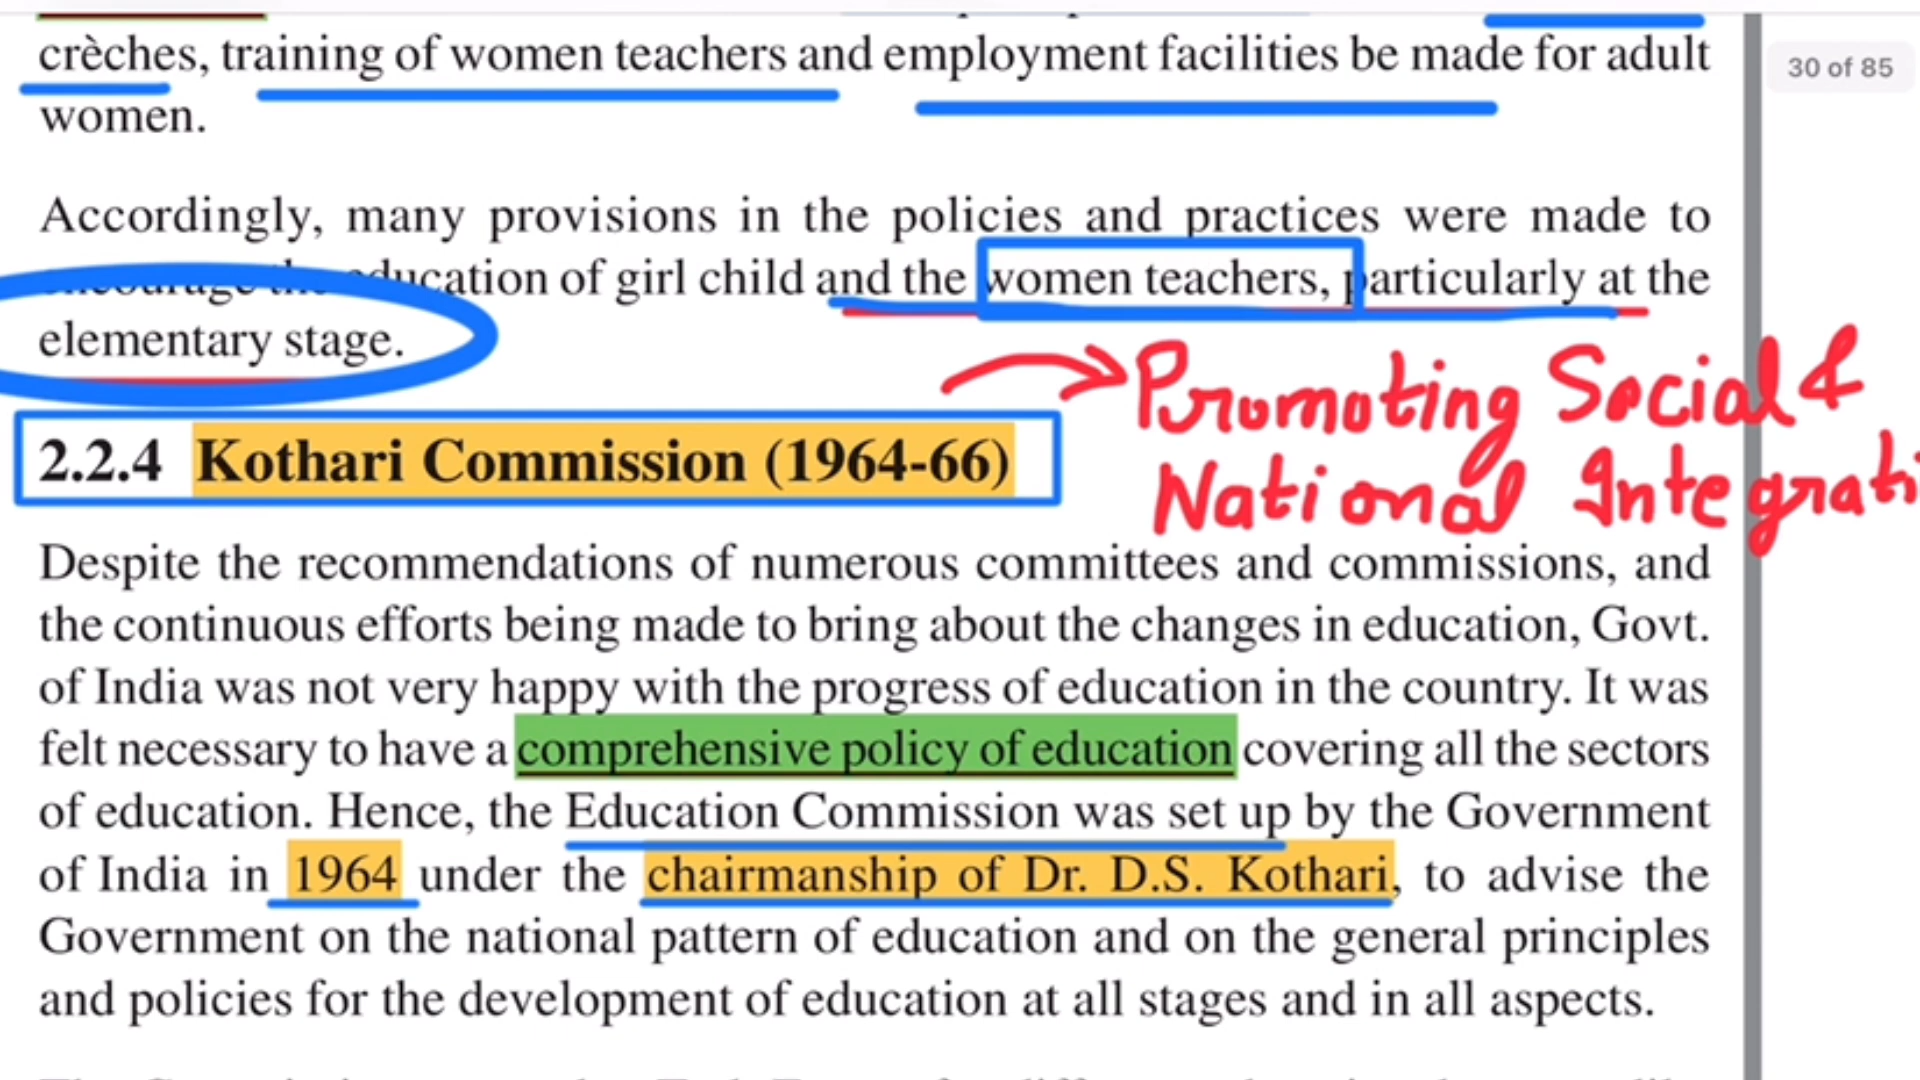 crèches, training of women teachers and employment facilities be made for adult
30 of 85
women.
Accordingly, many provisions in the policies and practices were made to
encourage the education of girl child and the women teachers, particularly at the
elementary stage.
Promoting Social &
National Integrati
2.2.4 Kothari Commission (1964-66)
Despite the recommendations of numerous committees and commissions, and
the continuous efforts being made to bring about the changes in education, Govt.
of India was not very happy with the progress of education in the country. It was
felt necessary to have a comprehensive policy of education covering all the sectors
of education. Hence, the Education Commission was set up by the Government
of India in 1964 under the chairmanship of Dr. D.S. Kothari, to advise the
Government on the national pattern of education and on the general principles
and policies for the development of education at all stages and in all aspects.